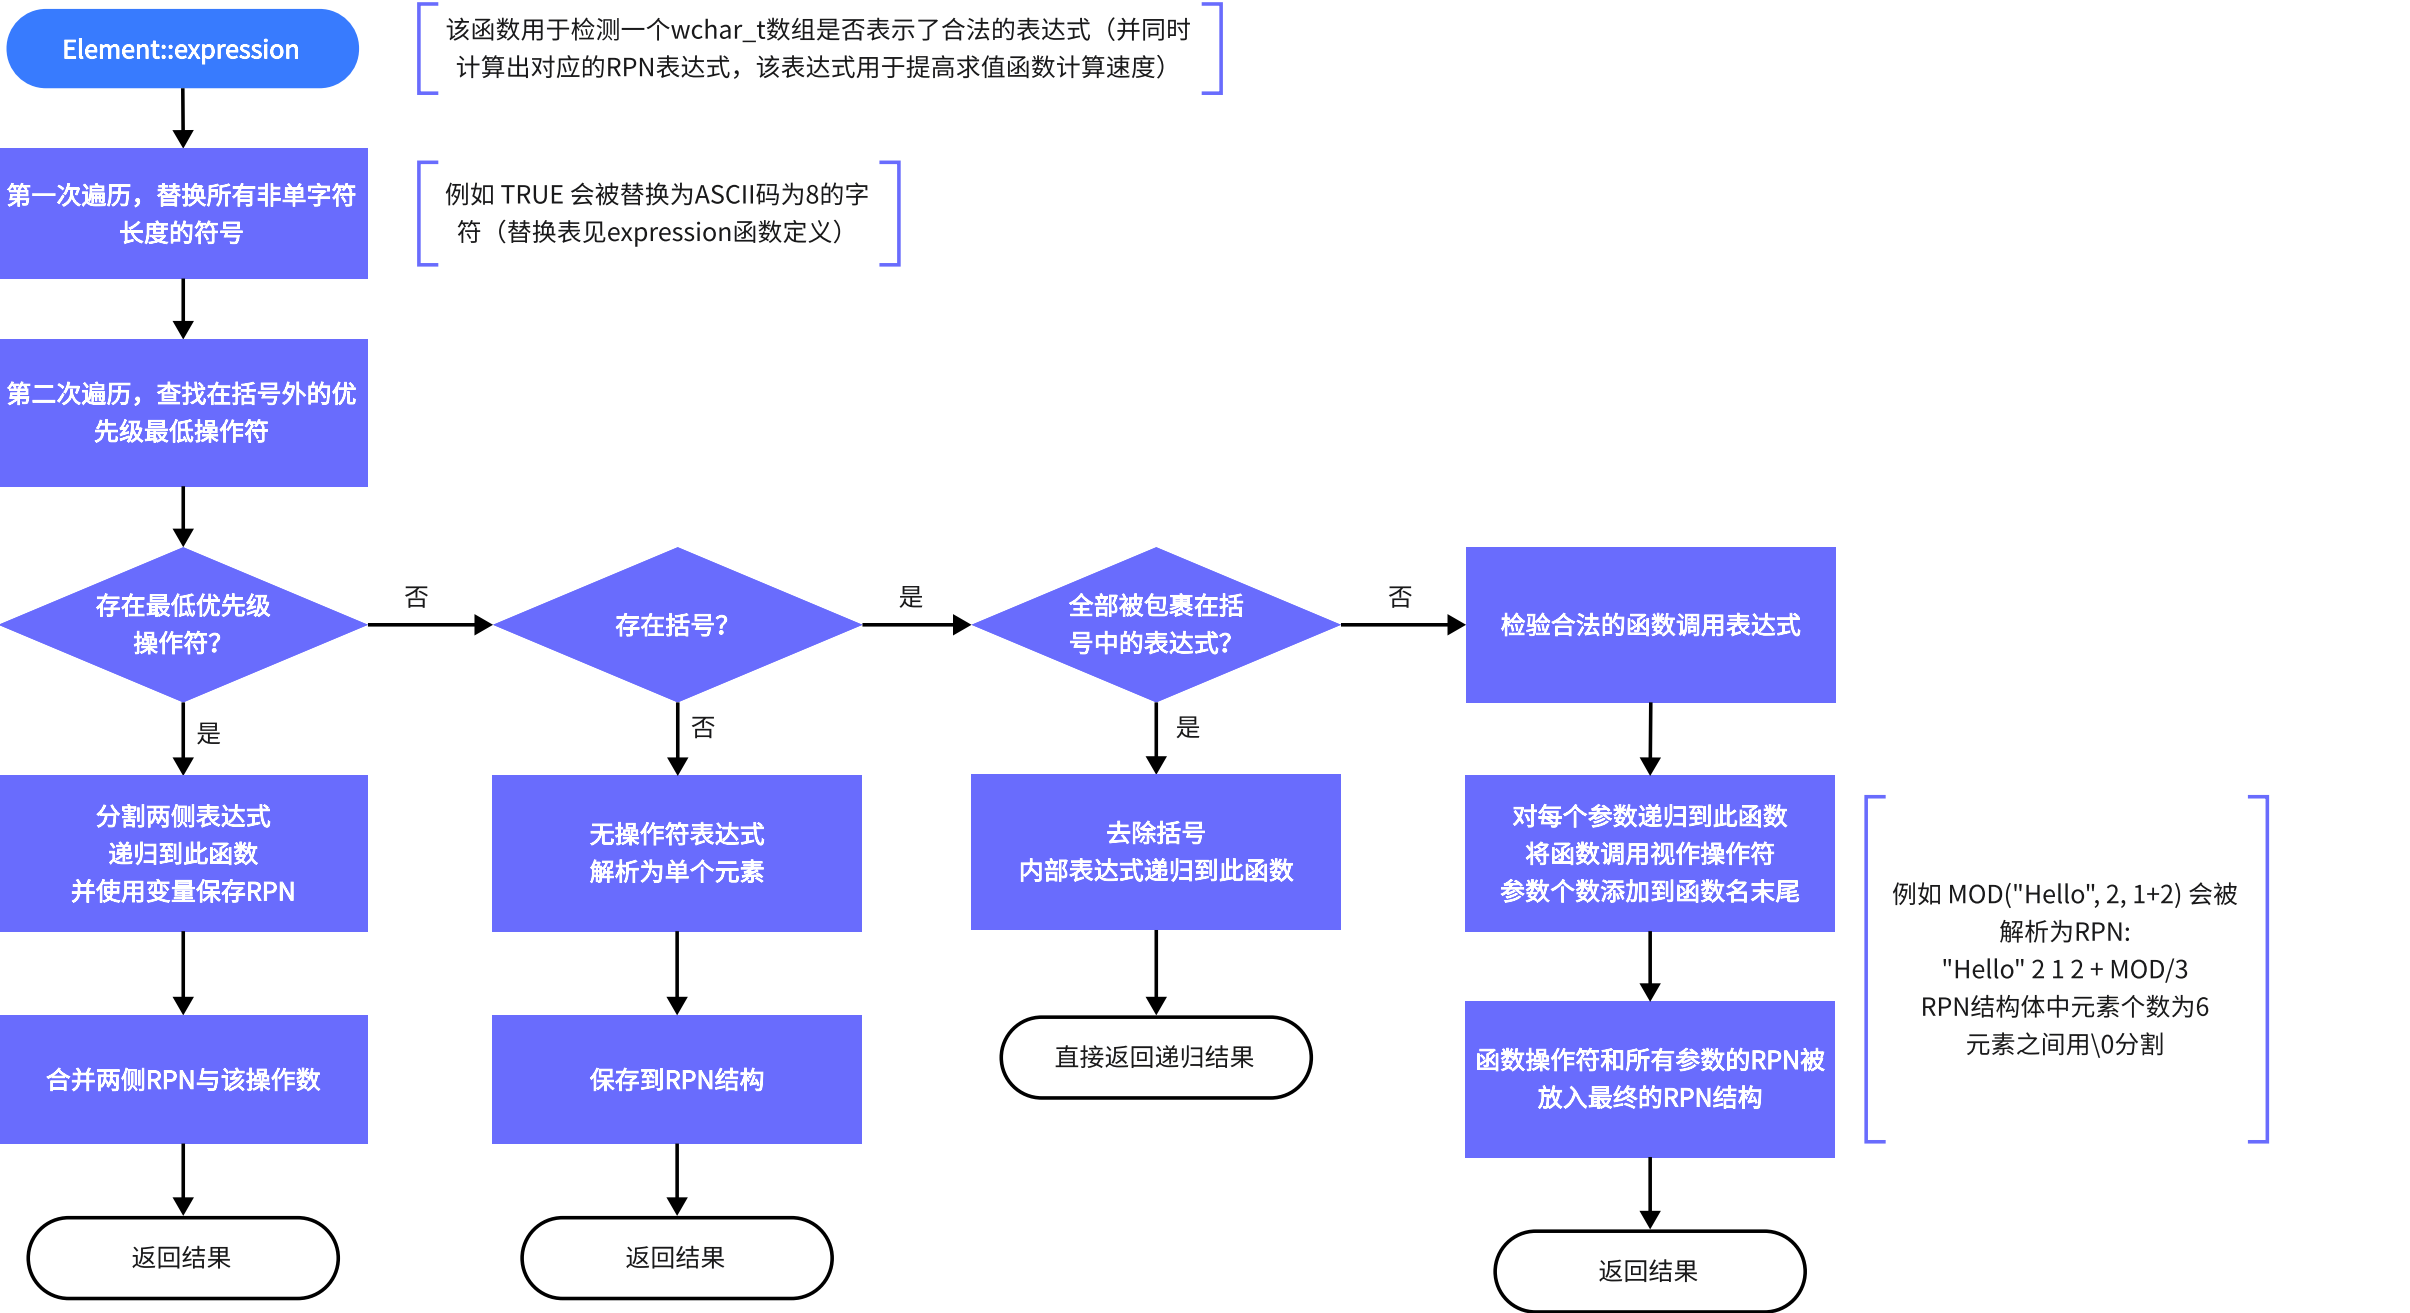 Element::expression
该函数用于检测一个wchar_t数组是否表示了合法的表达式（并同时
计算出对应的RPN表达式，该表达式用于提高求值函数计算速度）
第一次遍历，替换所有非单字符
长度的符号
例如 TRUE 会被替换为ASCII码为8的字
符（替换表见expression函数定义）
第二次遍历，查找在括号外的优
先级最低操作符
存在最低优先级
操作符？
否
存在括号？
是
全部被包裹在括
号中的表达式？
否
检验合法的函数调用表达式
是
否
是
分割两侧表达式
递归到此函数
并使用变量保存RPN
无操作符表达式
解析为单个元素
去除括号
内部表达式递归到此函数
对每个参数递归到此函数
将函数调用视作操作符
参数个数添加到函数名末尾
例如 MOD("Hello", 2, 1+2) 会被
解析为RPN:
"Hello" 2 1 2 + MOD/3
RPN结构体中元素个数为6
元素之间用\0分割
合并两侧RPN与该操作数
保存到RPN结构
直接返回递归结果
函数操作符和所有参数的RPN被
放入最终的RPN结构
返回结果
返回结果
返回结果